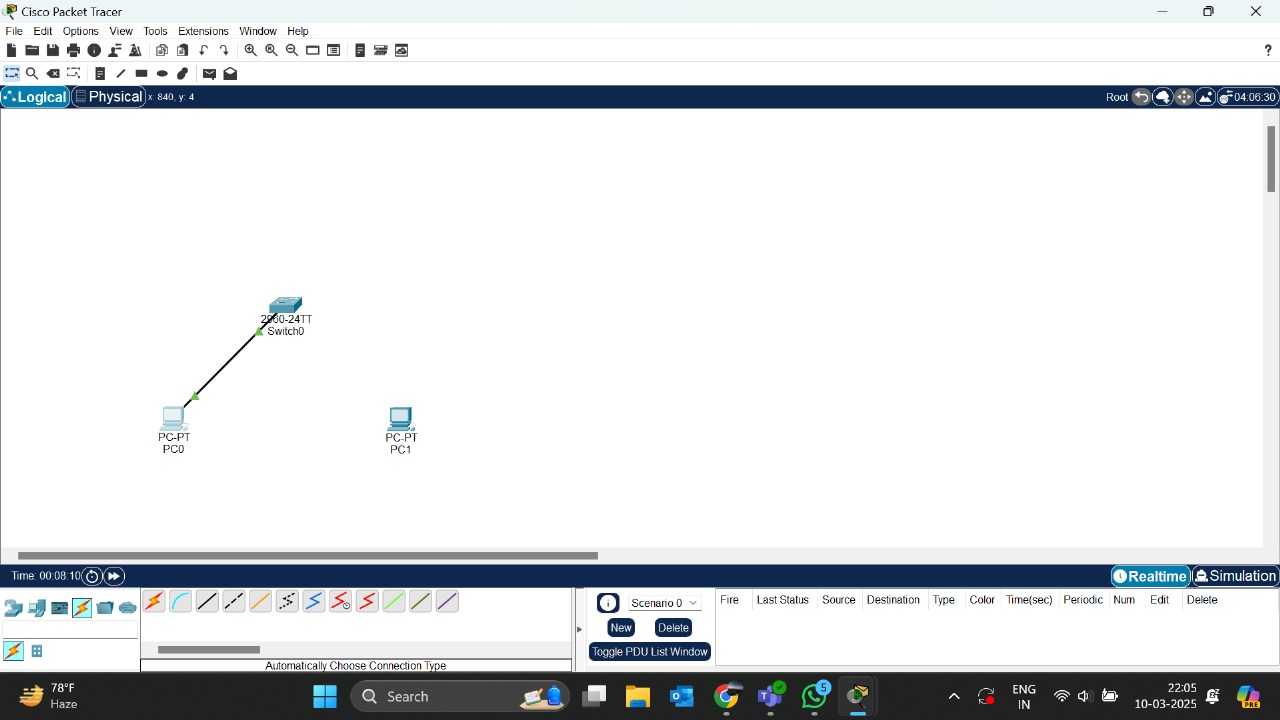 Cisco Packet Tracer
File Edit Options View Tools Extensions Window Help
?
Logical Physical x: 840, y: 4 Root 04:06:30
2960-24TT
Switch0
PC-PT
PC0
PC-PT
PC1
Time: 00:08:10 Realtime Simulation
Scenario 0 Fire Last Status Source Destination Type Color Time(sec) Periodic Num Edit Delete
New Delete
Toggle PDU List Window
Automatically Choose Connection Type
78°F
Haze
Search
5
ENG
IN
22:05
10-03-2025
PRE